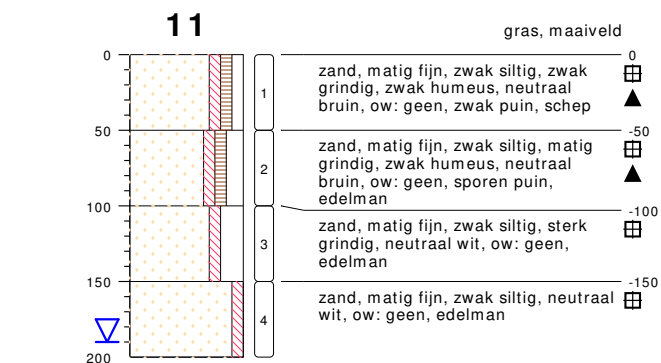 11
gras, maaiveld
0
0
zand, matig fijn, zwak siltig, zwak
grindig, zwak humeus, neutraal
bruin, ow: geen, zwak puin, schep
1
50
-50
zand, matig fijn, zwak siltig, matig
grindig, zwak humeus, neutraal
bruin, ow: geen, sporen puin,
edelman
2
100
-100
zand, matig fijn, zwak siltig, sterk
grindig, neutraal wit, ow: geen,
edelman
3
150
-150
zand, matig fijn, zwak siltig, neutraal
wit, ow: geen, edelman
4
200